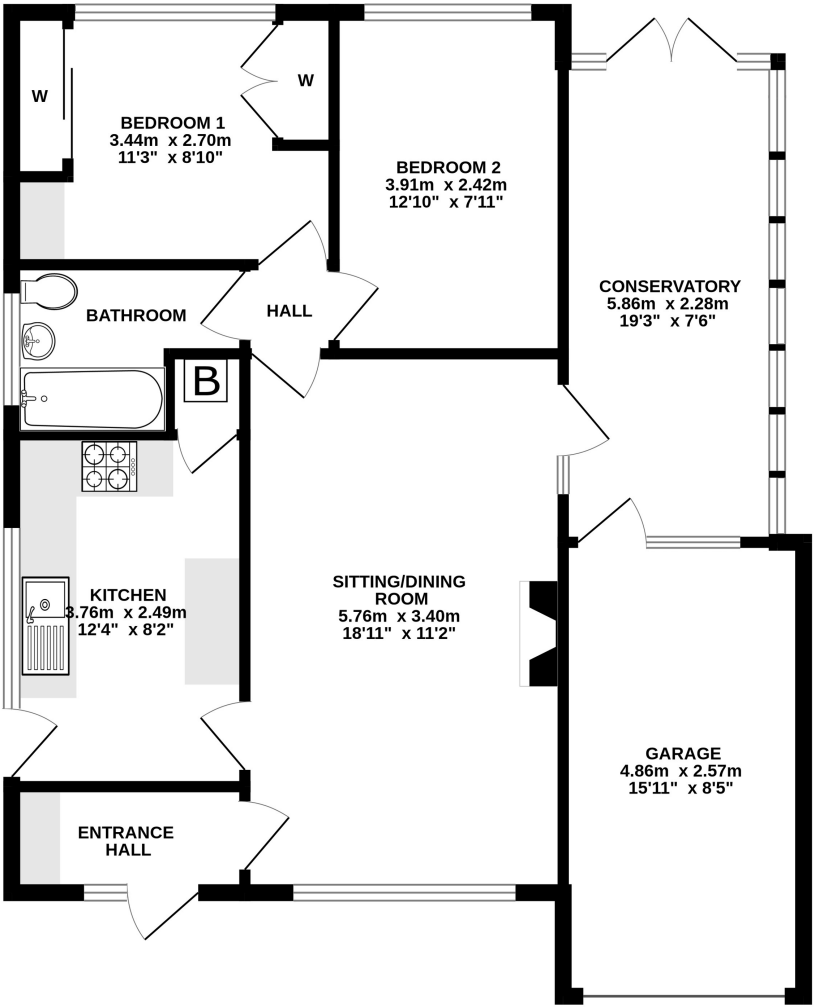 W
W
BEDROOM 1
3.44m x 2.70m
11'3" x 8'10"
BEDROOM 2
3.91m x 2.42m
12'10" x 7'11"
CONSERVATORY
5.86m x 2.28m
19'3" x 7'6"
BATHROOM
HALL
B
SITTING/DINING
ROOM
5.76m x 3.40m
18'11" x 11'2"
KITCHEN
3.76m x 2.49m
12'4" x 8'2"
GARAGE
4.86m x 2.57m
15'11" x 8'5"
ENTRANCE
HALL